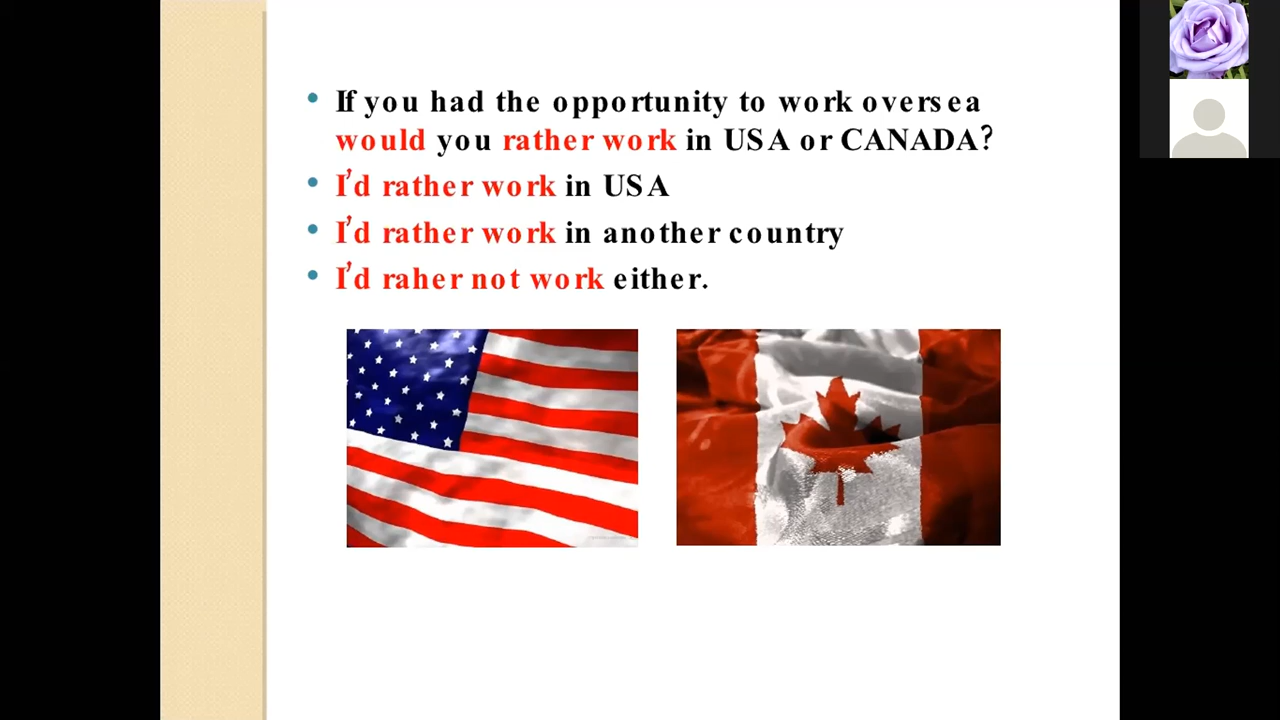 If you had the opportunity to work oversea
would you rather work in USA or CANADA?
I'd rather work in USA
I'd rather work in another country
I'd raher not work either.